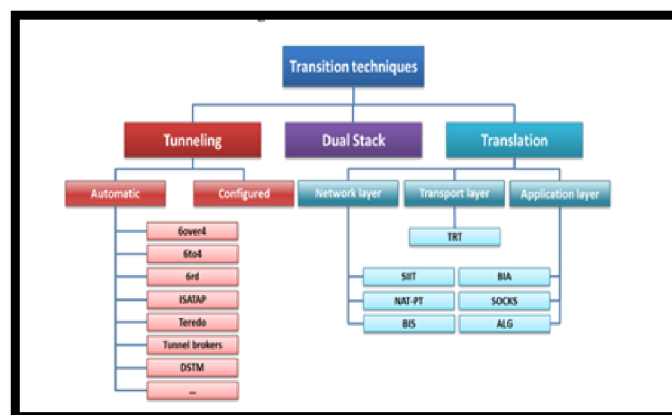 Transition techniques
Tunneling
Dual Stack
Translation
Automatic
Configured
Network layer
Transport layer
Application layer
6over4
6to4
6rd
ISATAP
Teredo
Tunnel brokers
DSTM
...
TRT
SIIT
BIA
NAT-PT
SOCKS
BIS
ALG